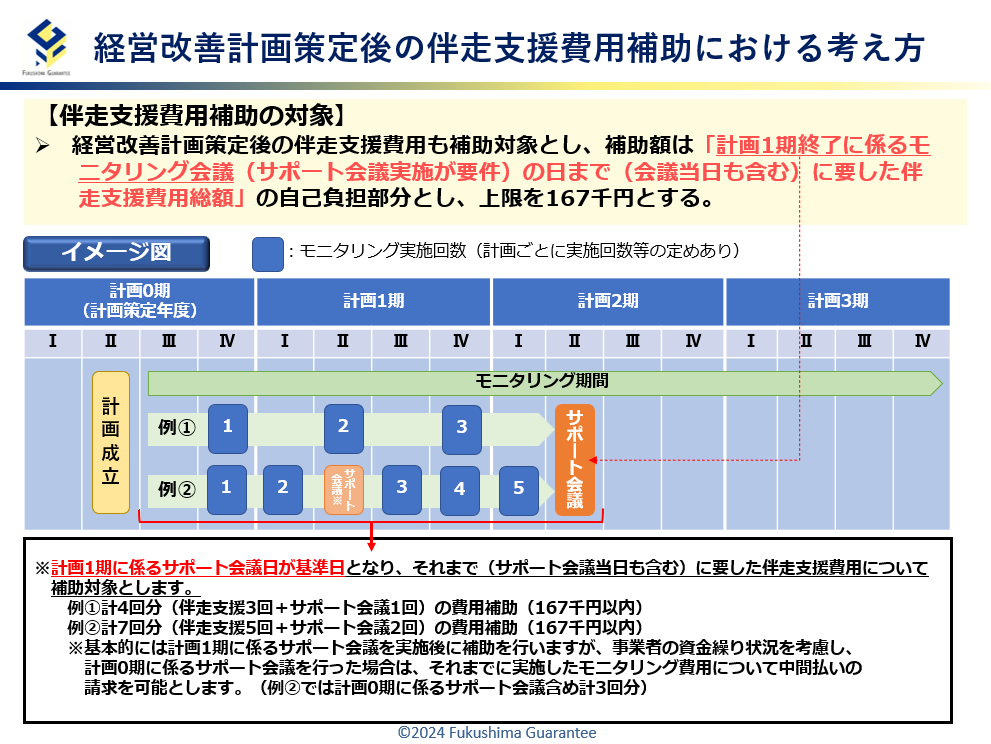 FUKUSHIMA GUARANTEE
経営改善計画策定後の伴走支援費用補助における考え方
【伴走支援費用補助の対象】
➢ 経営改善計画策定後の伴走支援費用も補助対象とし、補助額は「計画1期終了に係るモ
ニタリング会議（サポート会議実施が要件）の日まで（会議当日も含む）に要した伴
走支援費用総額」の自己負担部分とし、上限を167千円とする。
イメージ図
：モニタリング実施回数（計画ごとに実施回数等の定めあり）
計画0期
（計画策定年度）
計画1期
計画2期
計画3期
Ⅰ Ⅱ Ⅲ Ⅳ Ⅰ Ⅱ Ⅲ Ⅳ Ⅰ Ⅱ Ⅲ Ⅳ Ⅰ Ⅱ Ⅲ Ⅳ
計画成立
モニタリング期間
例① 1 2 3
例② 1 2 サポート会議※ 3 4 5
サポート会議
※計画1期に係るサポート会議日が基準日となり、それまで（サポート会議当日も含む）に要した伴走支援費用について
補助対象とします。
例①計4回分（伴走支援3回＋サポート会議1回）の費用補助（167千円以内）
例②計7回分（伴走支援5回＋サポート会議2回）の費用補助（167千円以内）
※基本的には計画1期に係るサポート会議を実施後に補助を行いますが、事業者の資金繰り状況を考慮し、
計画0期に係るサポート会議を行った場合は、それまでに実施したモニタリング費用について中間払いの
請求を可能とします。（例②では計画0期に係るサポート会議含め計3回分）
©2024 Fukushima Guarantee